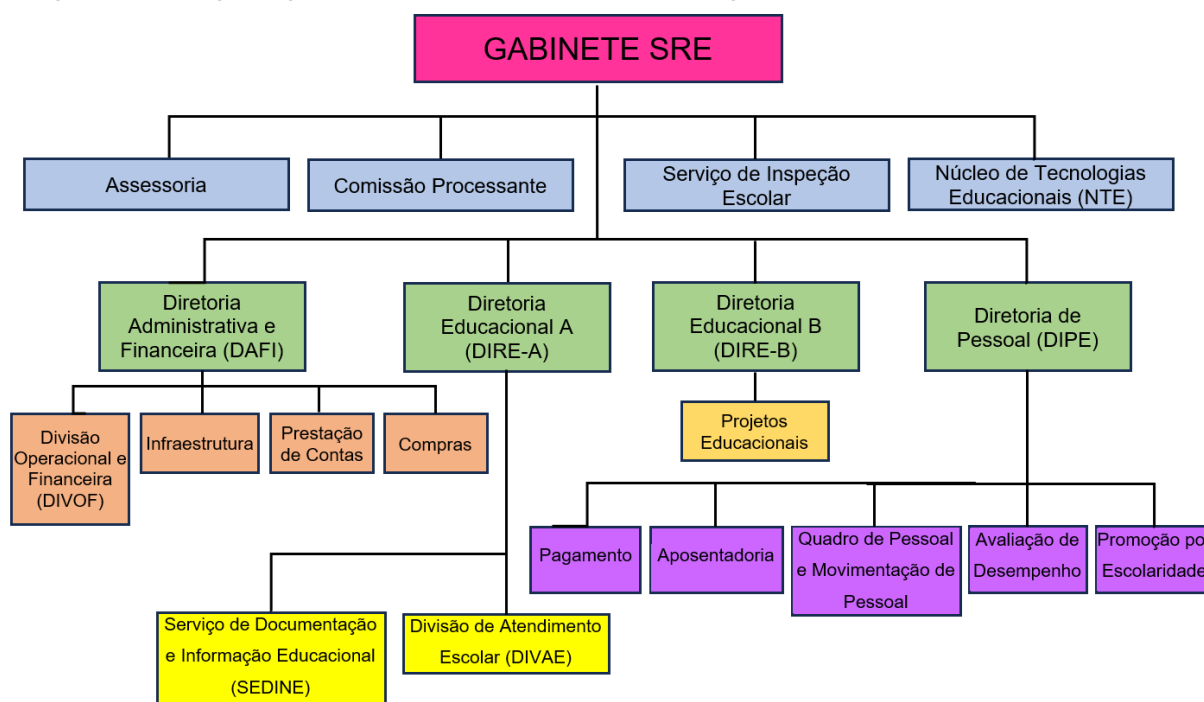 GABINETE SRE
Assessoria
Comissão Processante
Serviço de Inspeção
Escolar
Núcleo de Tecnologias
Educacionais (NTE)
Diretoria
Administrativa e
Financeira (DAFI)
Diretoria
Educacional A
(DIRE-A)
Diretoria
Educacional B
(DIRE-B)
Diretoria de
Pessoal (DIPE)
Divisão
Operacional e
Financeira
(DIVOF)
Infraestrutura
Prestação
de Contas
Compras
Projetos
Educacionais
Pagamento
Aposentadoria
Quadro de Pessoal
e Movimentação de
Pessoal
Avaliação de
Desempenho
Promoção po
Escolaridade
Serviço de Documentação
e Informação Educacional
(SEDINE)
Divisão de Atendimento
Escolar (DIVAE)